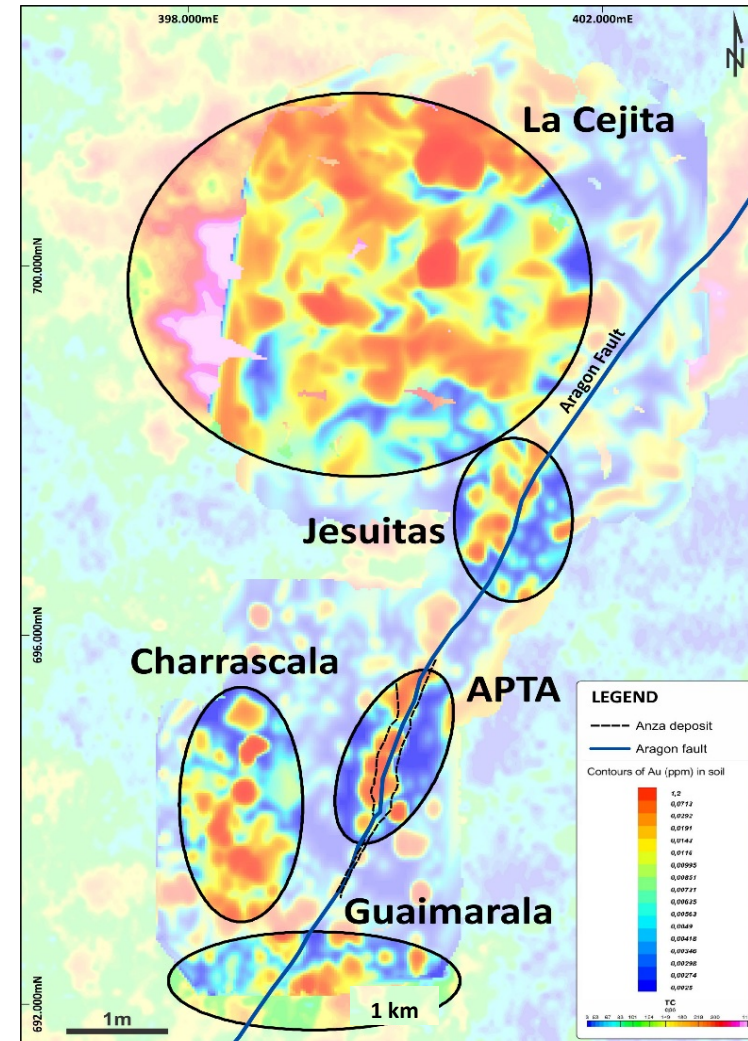 398.000mE
402.000mE
N
La Cejita
700.000mN
Aragon Fault
Jesuitas
696.000mN
Charrascala
APTA
LEGEND
Anza deposit
Aragon fault
Contours of Au (ppm) in soil
1,2
0,0713
0,0292
0,0191
0,0142
0,0116
0,00995
0,00851
0,00731
0,00635
0,00563
0,0049
0,00418
0,00346
0,00298
0,00274
0,0025
TC
Guaimarala
1 km
1m
692.000mN